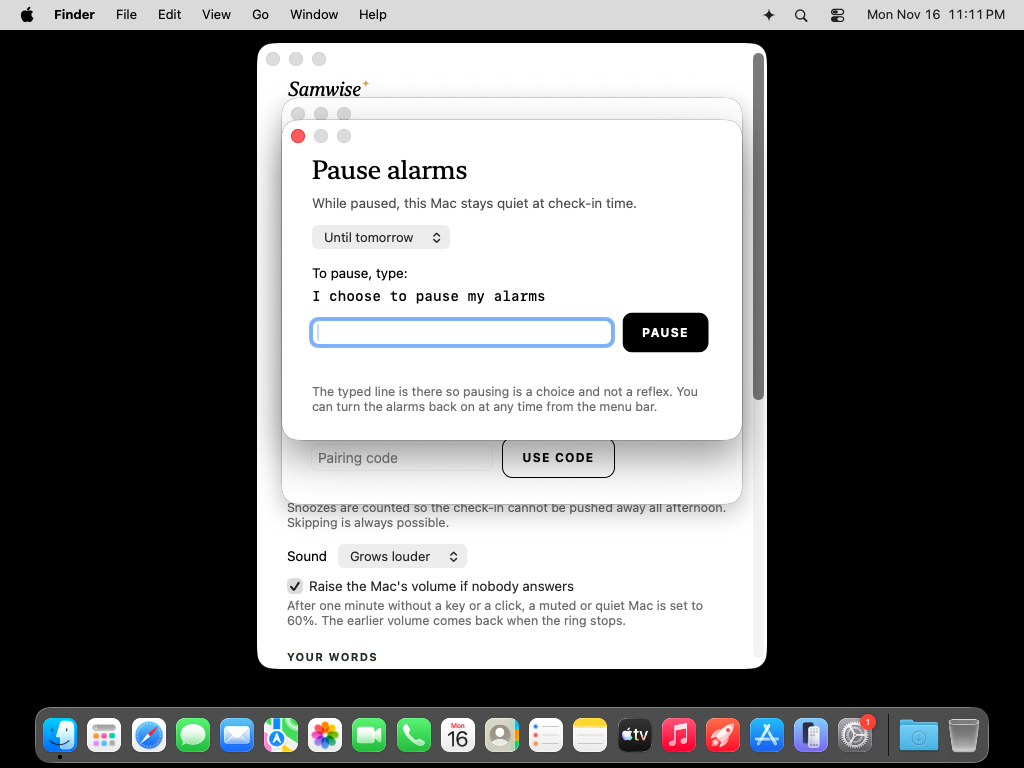 Finder File Edit View Go Window Help Mon Nov 16 11:11 PM
Samwise
Pause alarms
While paused, this Mac stays quiet at check-in time.
Until tomorrow
To pause, type:
I choose to pause my alarms
PAUSE
The typed line is there so pausing is a choice and not a reflex. You
can turn the alarms back on at any time from the menu bar.
Pairing code USE CODE
Snoozes are counted so the check-in cannot be pushed away all afternoon.
Skipping is always possible.
Sound Grows louder
Raise the Mac's volume if nobody answers
After one minute without a key or a click, a muted or quiet Mac is set to
60%. The earlier volume comes back when the ring stops.
YOUR WORDS
Mon
16
tv
1